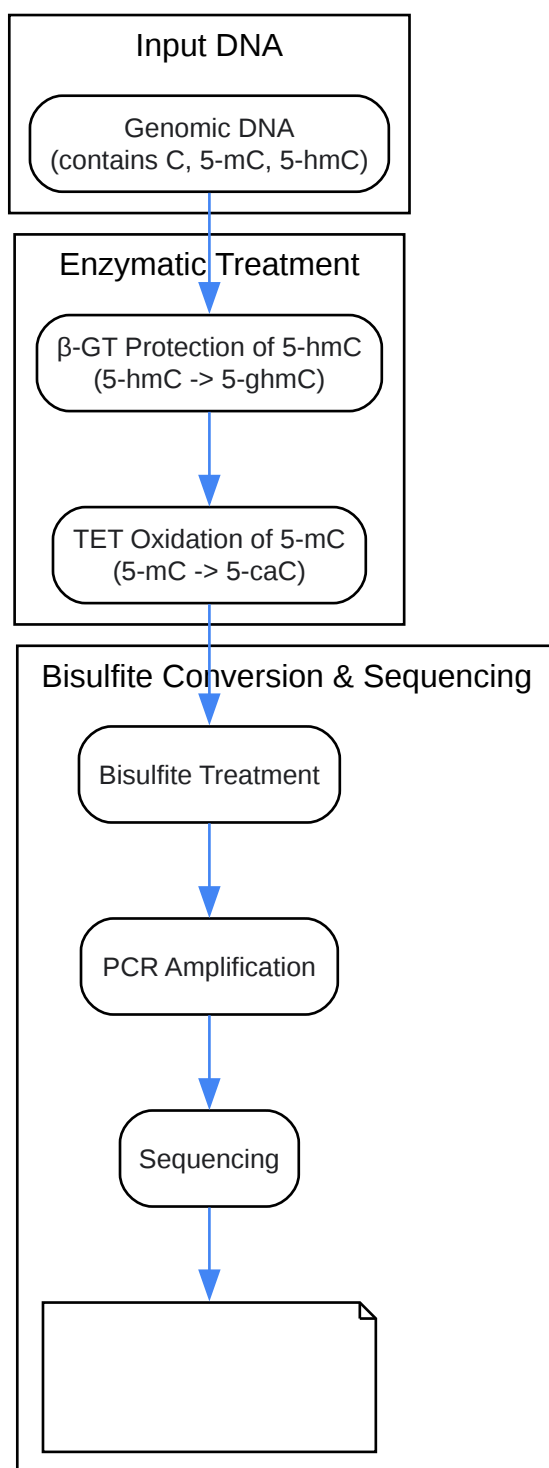 Input DNA
Genomic DNA
(contains C, 5-mC, 5-hmC)
Enzymatic Treatment
β-GT Protection of 5-hmC
(5-hmC -> 5-ghmC)
TET Oxidation of 5-mC
(5-mC -> 5-caC)
Bisulfite Conversion & Sequencing
Bisulfite Treatment
PCR Amplification
Sequencing